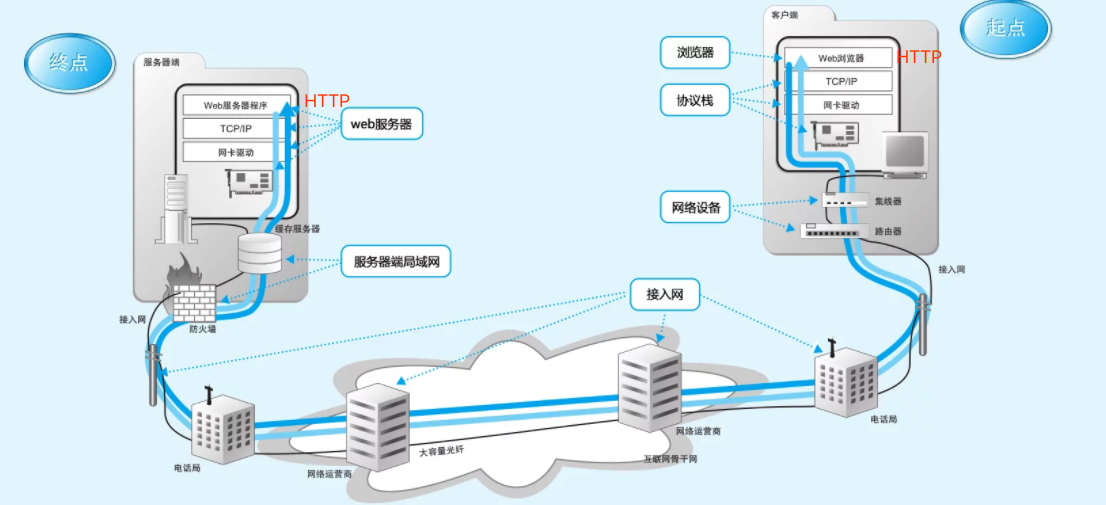 终点
服务器端
Web服务器程序
HTTP
TCP/IP
网卡驱动
web服务器
缓存服务器
服务器端局域网
接入网
防火墙
电话局
网络运营商
大容量光纤
客户端
起点
浏览器
Web浏览器
HTTP
TCP/IP
协议栈
网卡驱动
网络设备
集线器
路由器
接入网
接入网
电话局
网络运营商
互联网骨干网